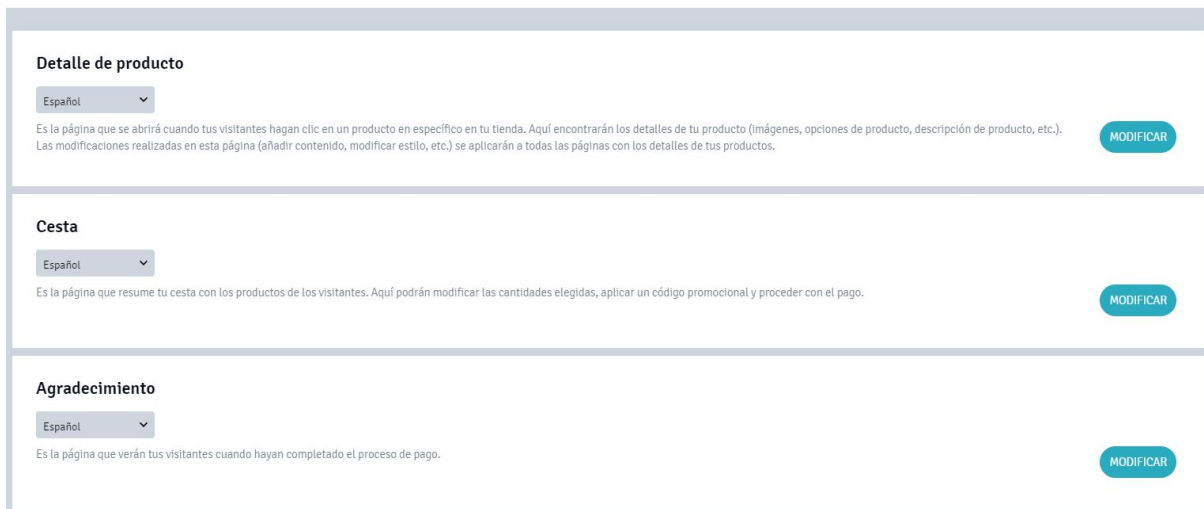 Detalle de producto
Español
Es la página que se abrirá cuando tus visitantes hagan clic en un producto en específico en tu tienda. Aquí encontrarán los detalles de tu producto (imágenes, opciones de producto, descripción de producto, etc.).
Las modificaciones realizadas en esta página (añadir contenido, modificar estilo, etc.) se aplicarán a todas las páginas con los detalles de tus productos.
MODIFICAR
Cesta
Español
Es la página que resume tu cesta con los productos de los visitantes. Aquí podrán modificar las cantidades elegidas, aplicar un código promocional y proceder con el pago.
MODIFICAR
Agradecimiento
Español
Es la página que verán tus visitantes cuando hayan completado el proceso de pago.
MODIFICAR